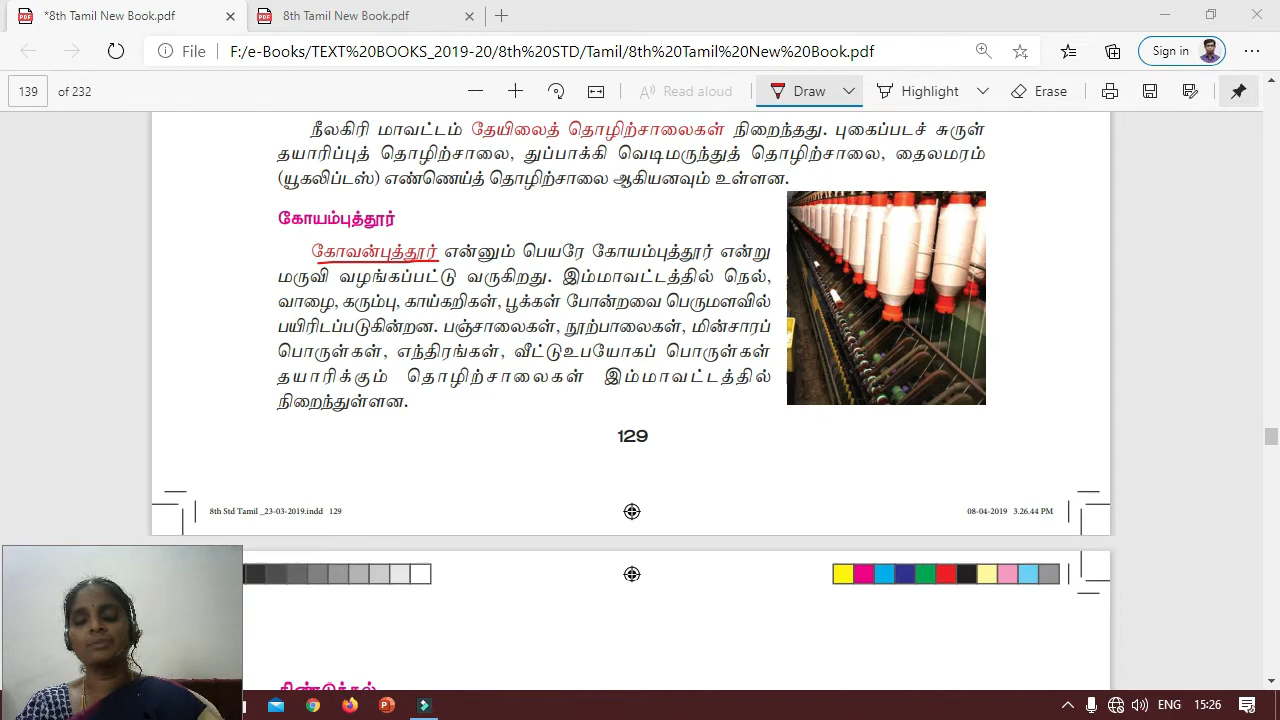 *8th Tamil New Book.pdf
8th Tamil New Book.pdf
File
F:/e-Books/TEXT%20BOOKS_2019-20/8th%20STD/Tamil/8th%20Tamil%20New%20Book.pdf
Sign in
139 of 232
Read aloud
Draw
Highlight
Erase
நீலகிரி மாவட்டம் தேயிலைத் தொழிற்சாலைகள் நிறைந்தது. புகைப்படச் சுருள்
தயாரிப்புத் தொழிற்சாலை, துப்பாக்கி வெடிமருந்துத் தொழிற்சாலை, தைலமரம்
(யூகலிப்டஸ்) எண்ணெய்த் தொழிற்சாலை ஆகியனவும் உள்ளன.
கோயம்புத்தூர்
கோவன்புத்தூர் என்னும் பெயரே கோயம்புத்தூர் என்று
மருவி வழங்கப்பட்டு வருகிறது. இம்மாவட்டத்தில் நெல்,
வாழை, கரும்பு, காய்கறிகள், பூக்கள் போன்றவை பெருமளவில்
பயிரிடப்படுகின்றன. பஞ்சாலைகள், நூற்பாலைகள், மின்சாரப்
பொருள்கள், எந்திரங்கள், வீட்டுஉபயோகப் பொருள்கள்
தயாரிக்கும் தொழிற்சாலைகள் இம்மாவட்டத்தில்
நிறைந்துள்ளன.
129
8th Std Tamil _23-03-2019.indd 129
08-04-2019 3.26.44 PM
திண்டுக்கல்
ENG
15:26